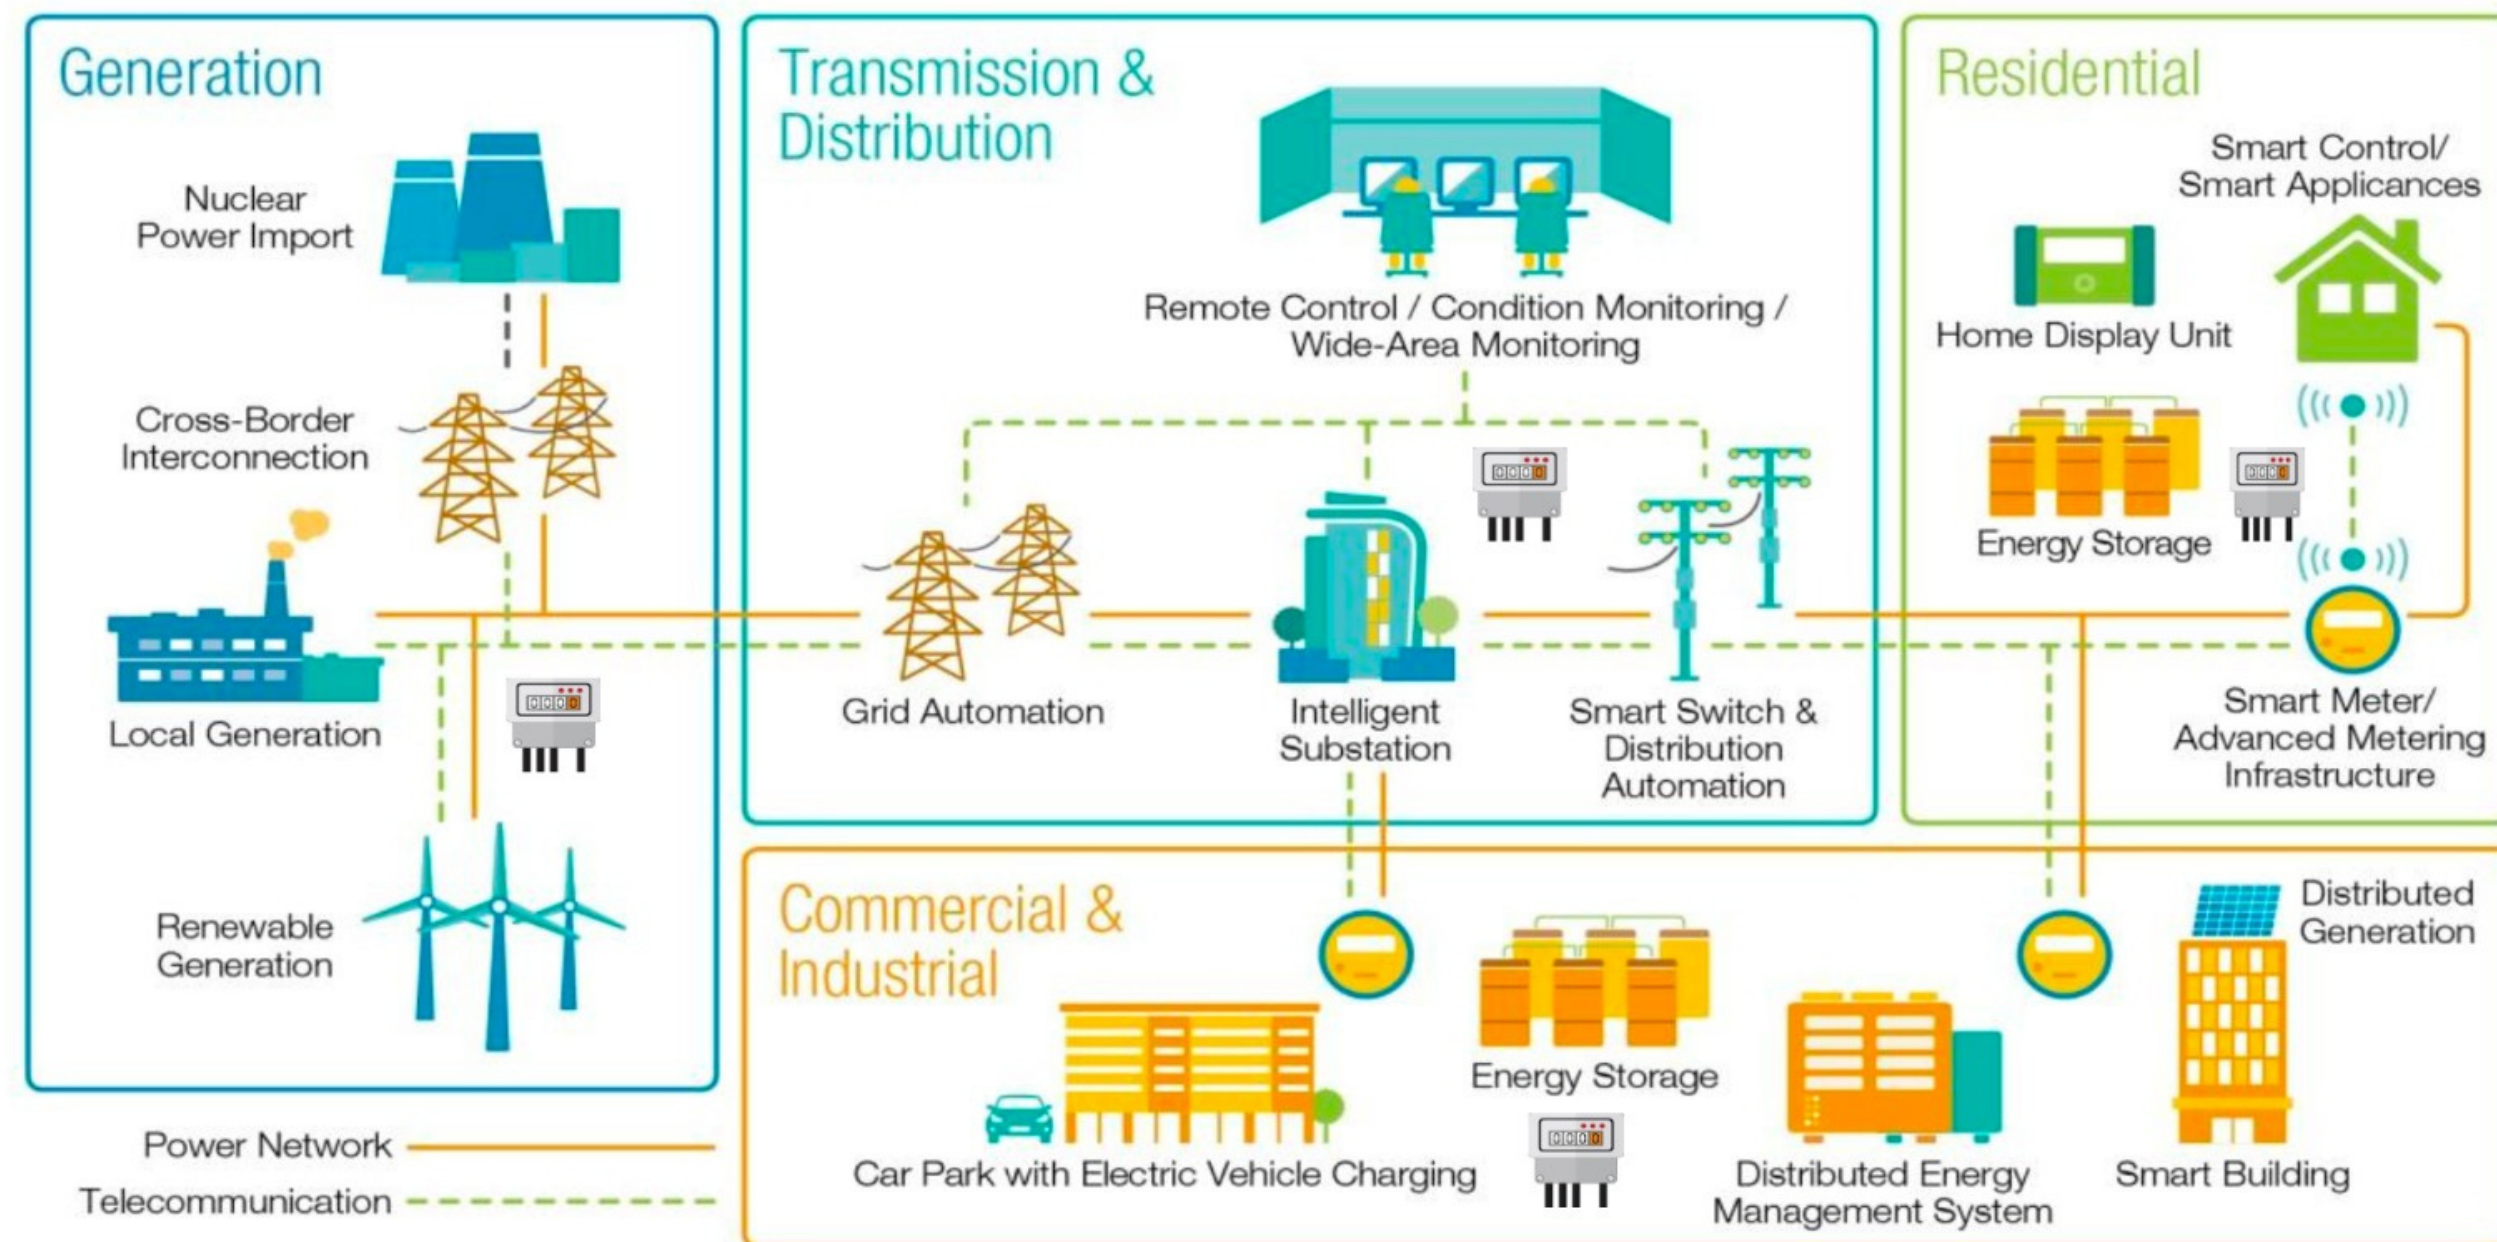 Generation
Nuclear
Power Import
Cross-Border
Interconnection
Local Generation
Renewable
Generation
Power Network
Telecommunication
Transmission &
Distribution
Remote Control / Condition Monitoring /
Wide-Area Monitoring
Grid Automation
Intelligent
Substation
Smart Switch &
Distribution
Automation
Residential
Smart Control/
Smart Applicances
Home Display Unit
Energy Storage
Smart Meter/
Advanced Metering
Infrastructure
Commercial &
Industrial
Car Park with Electric Vehicle Charging
Energy Storage
Distributed Energy
Management System
Distributed
Generation
Smart Building